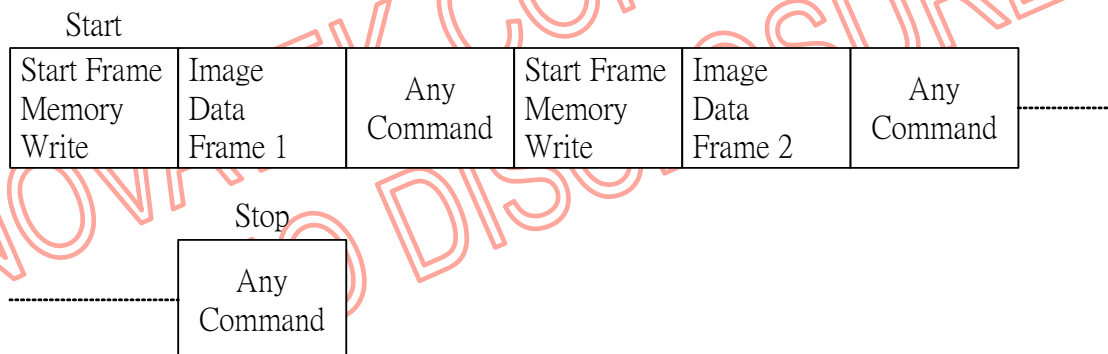 Start
Start Frame
Memory
Write
Image
Data
Frame 1
Any
Command
Start Frame
Memory
Write
Image
Data
Frame 2
Any
Command
Stop
Any
Command